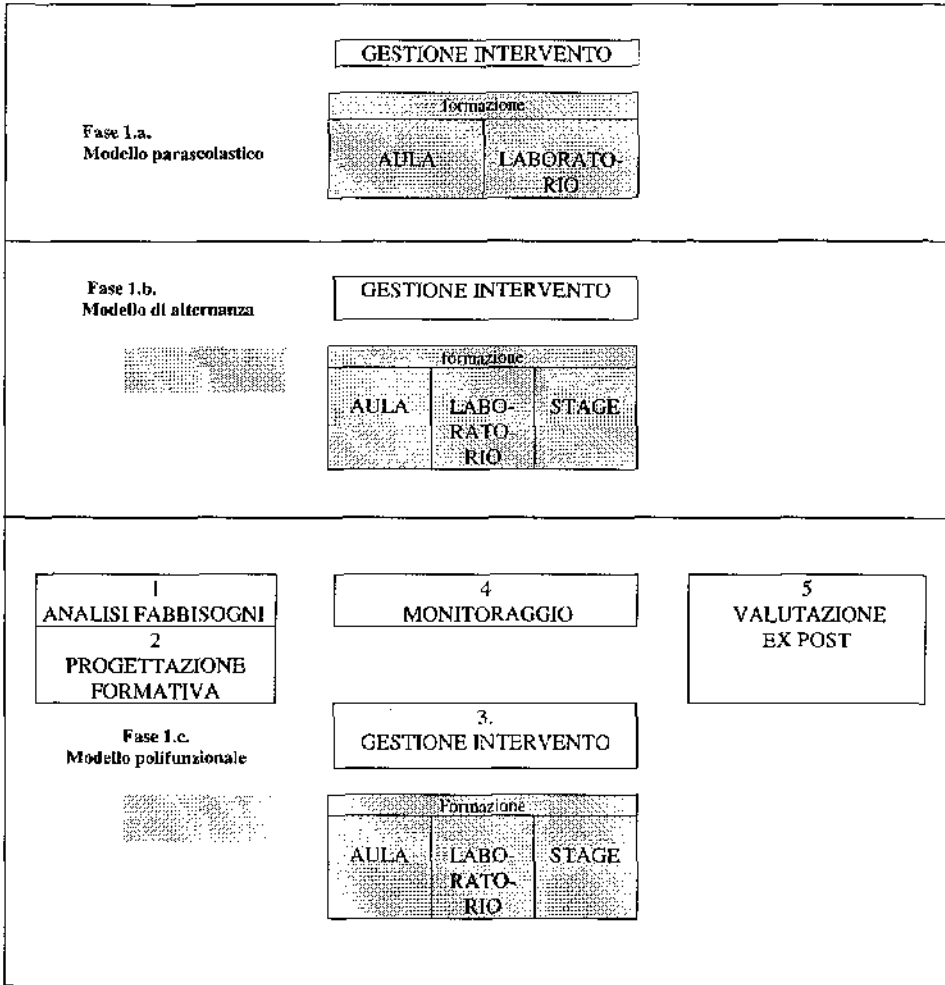 GESTIONE INTERVENTO
formazione
Fase 1.a.
Modello parascolastico
AULA
LABORATO-
RIO
Fase 1.b.
Modello di alternanza
GESTIONE INTERVENTO
formazione
AULA
LABO-
RATO-
RIO
STAGE
1
ANALISI FABBISOGNI
2
PROGETTAZIONE
FORMATIVA
4
MONITORAGGIO
5
VALUTAZIONE
EX POST
3.
GESTIONE INTERVENTO
Fase 1.c.
Modello polifunzionale
Formazione
AULA
LABO-
RATO-
RIO
STAGE